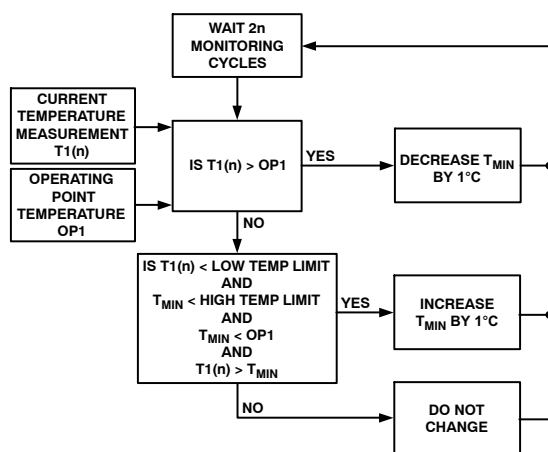 WAIT 2n
MONITORING
CYCLES
CURRENT
TEMPERATURE
MEASUREMENT
T1(n)
IS T1(n) > OP1
YES
DECREASE TMIN
BY 1°C
OPERATING
POINT
TEMPERATURE
OP1
NO
IS T1(n) < LOW TEMP LIMIT
AND
TMIN < HIGH TEMP LIMIT
AND
TMIN < OP1
AND
T1(n) > TMIN
YES
INCREASE
TMIN BY 1°C
NO
DO NOT
CHANGE